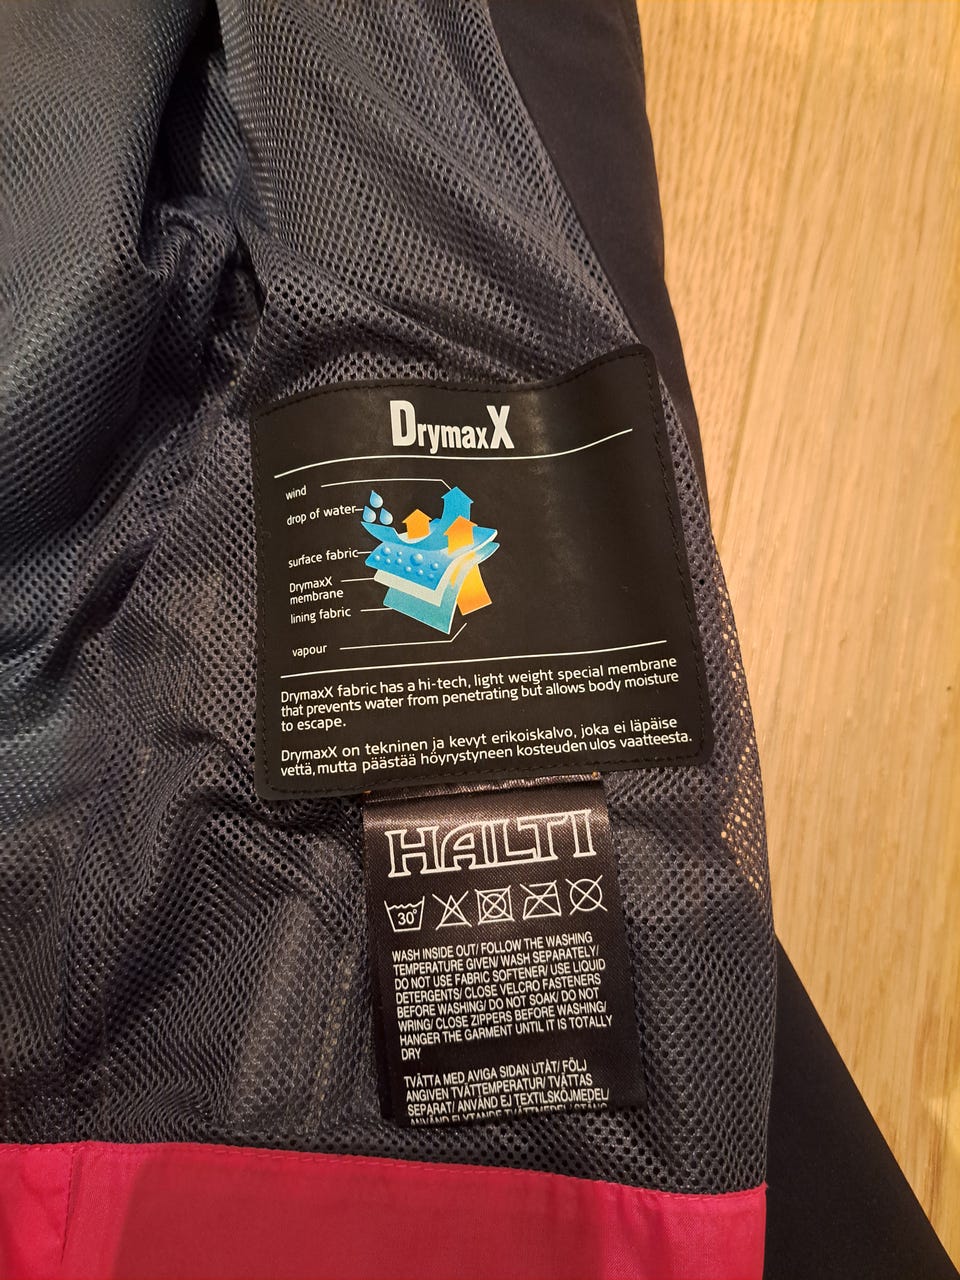 DrymaxX
wind
drop of water
surface fabric
DrymaxX
membrane
lining fabric
vapour
DrymaxX fabric has a hi-tech, light weight special membrane
that prevents water from penetrating but allows body moisture
to escape.
DrymaxX on tekninen ja kevyt erikoiskalvo, joka ei läpäise
vettä, mutta päästää höyrystyneen kosteuden ulos vaatteesta.
HALTI
30°
WASH INSIDE OUT/ FOLLOW THE WASHING
TEMPERATURE GIVEN/ WASH SEPARATELY/
DO NOT USE FABRIC SOFTENER/ USE LIQUID
DETERGENTS/ CLOSE VELCRO FASTENERS
BEFORE WASHING/ DO NOT SOAK/ DO NOT
WRING/ CLOSE ZIPPERS BEFORE WASHING/
HANGER THE GARMENT UNTIL IT IS TOTALLY
DRY
TVÄTTA MED AVIGA SIDAN UTÅT/ FÖLJ
ANGIVEN TVÄTTEMPERATUR/ TVÄTTAS
SEPARAT/ ANVÄND EJ TEXTILSKÖJMEDEL/
ANVÄND FLYTANDE TVÄTTMEDEL/ STÄNG